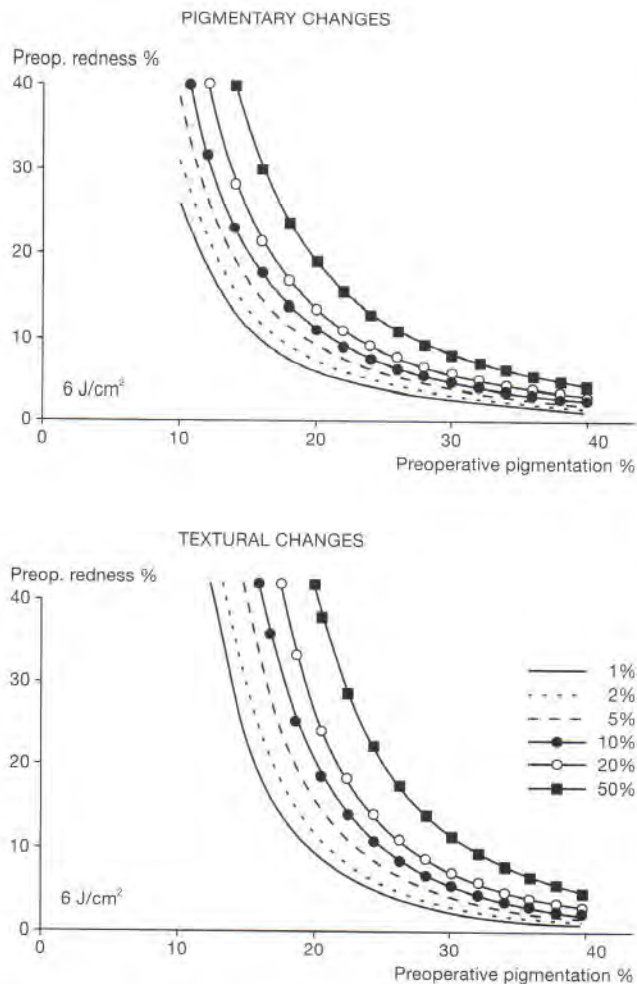 PIGMENTARY CHANGES
Preop. redness %
40
30
20
10
0
6 J/cm²
0 10 20 30 40
Preoperative pigmentation %
TEXTURAL CHANGES
Preop. redness %
40
30
20
10
0
6 J/cm²
1%
2%
5%
10%
20%
50%
0 10 20 30 40
Preoperative pigmentation %